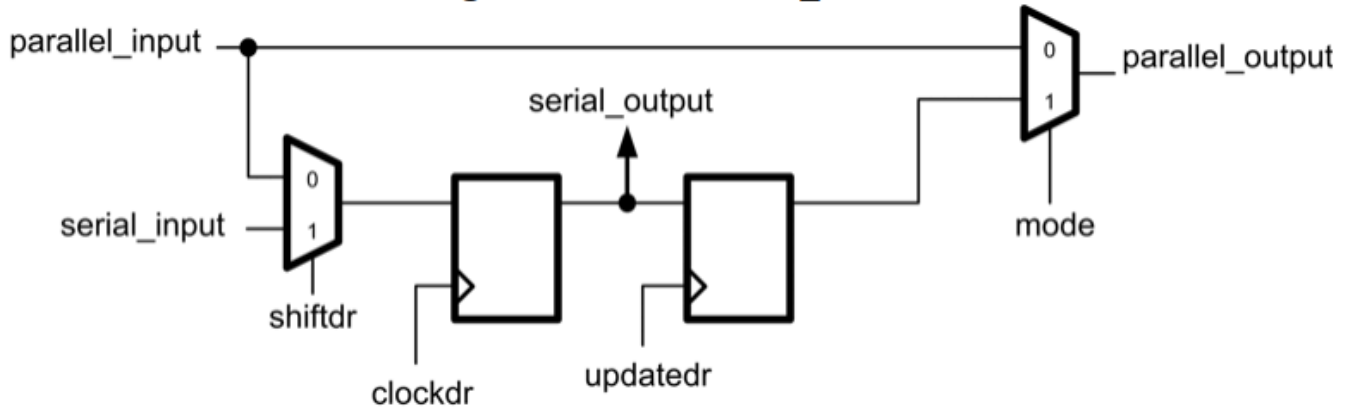 parallel_input
0
parallel_output
serial_output
1
0
serial_input
1
mode
shiftdr
updatedr
clockdr